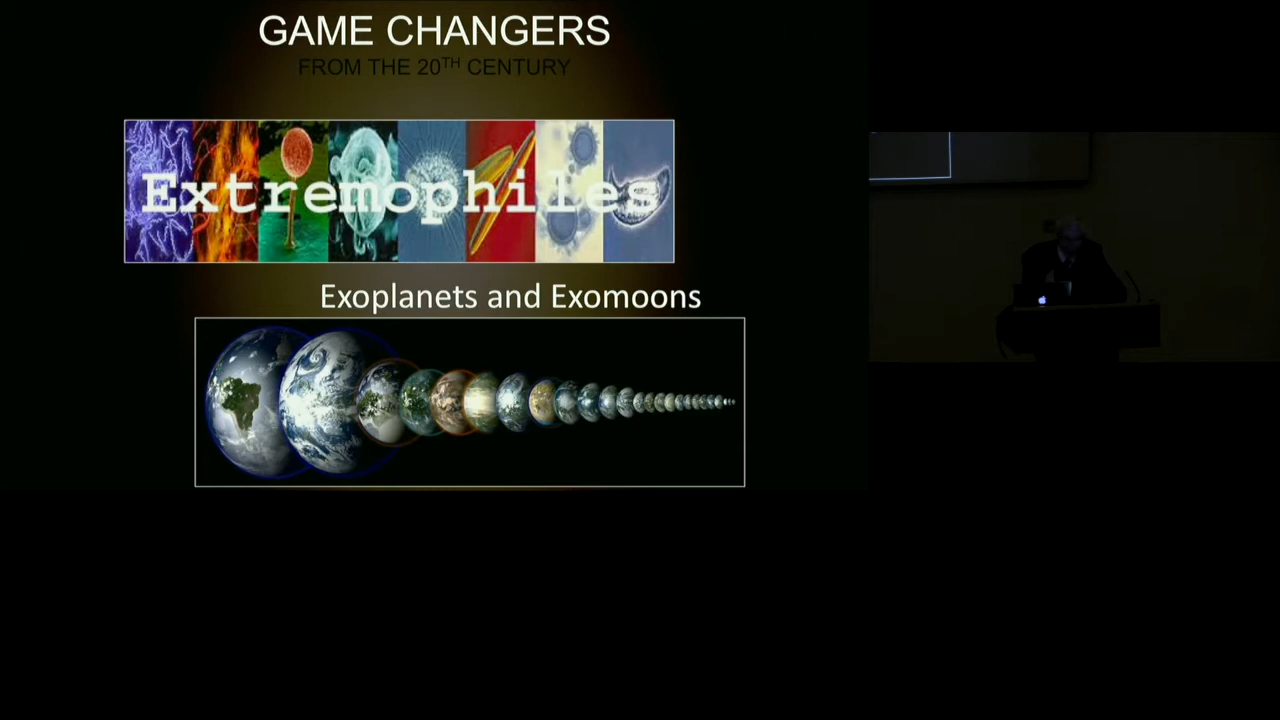 GAME CHANGERS
FROM THE 20TH CENTURY
Extremophiles
Exoplanets and Exomoons